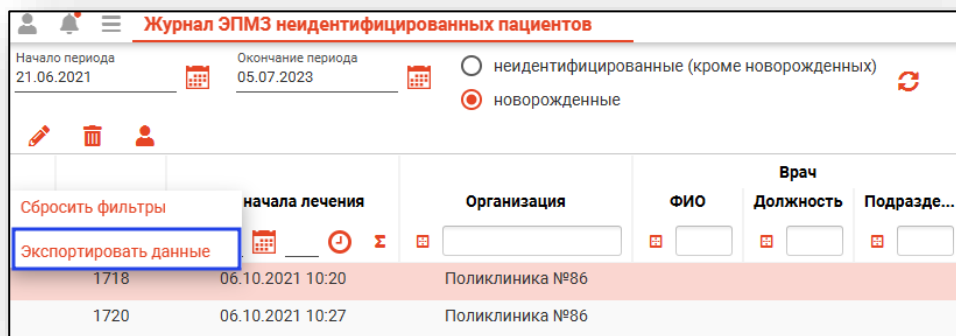 Журнал ЭПМЗ неидентифицированных пациентов
Начало периода
21.06.2021
Окончание периода
05.07.2023
неидентифицированные (кроме новорожденных)
новорожденные
Врач
начала лечения
Организация
ФИО
Должность
Подразде...
Сбросить фильтры
Экспортировать данные
Σ
1718 06.10.2021 10:20 Поликлиника №86
1720 06.10.2021 10:27 Поликлиника №86